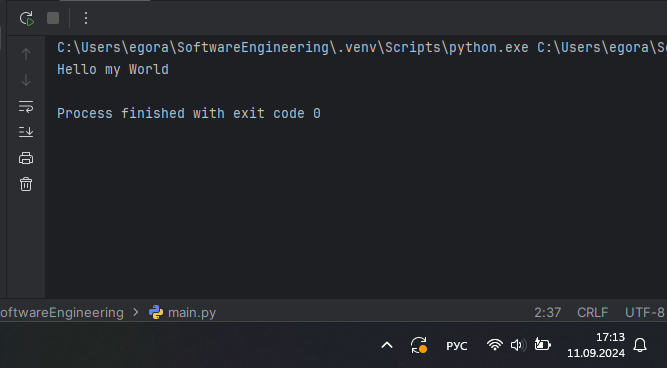 C:\Users\egora\SoftwareEngineering\.venv\Scripts\python.exe C:\Users\egora\S
Hello my World
Process finished with exit code 0
oftwareEngineering > main.py
2:37 CRLF UTF-8
РУС
17:13
11.09.2024